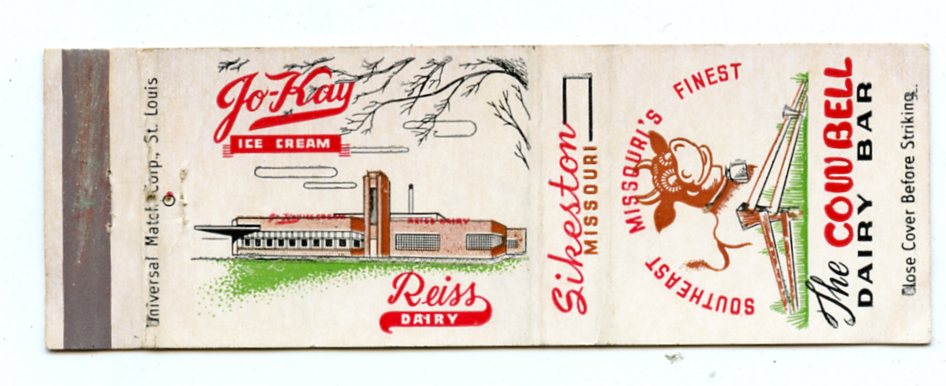 Universal Match Corp., St. Louis
Jo-Kay
ICE CREAM
REISS DAIRY
Reiss
DAIRY
Sikeston
MISSOURI
SOUTHEAST MISSOURI'S FINEST
The COW BELL
DAIRY BAR
Close Cover Before Striking